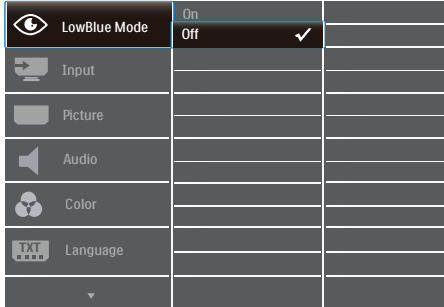 LowBlue Mode
On
Off
Input
Picture
Audio
Color
TXT
Language